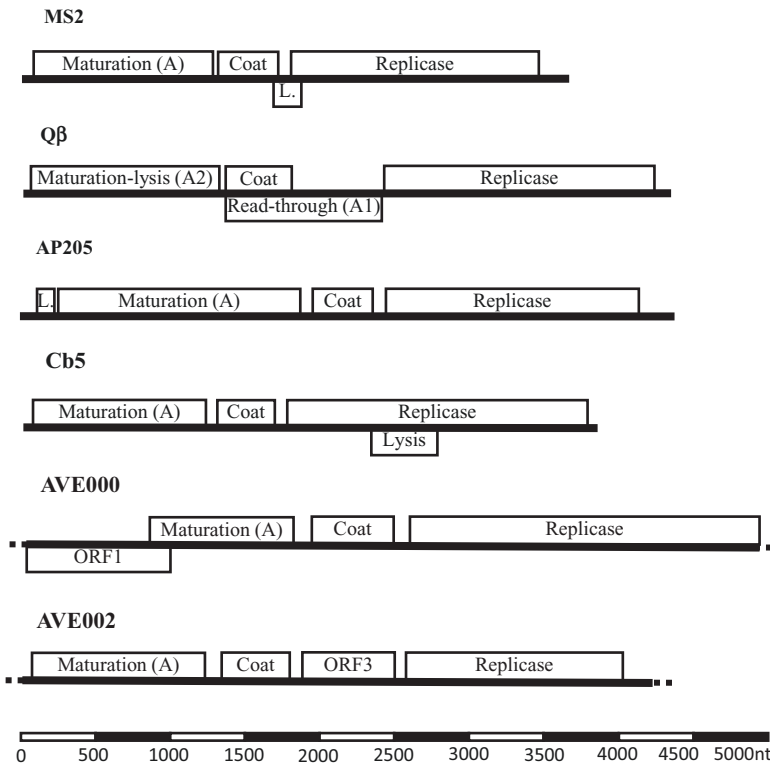 MS2
Maturation (A) Coat Replicase
L.
Qβ
Maturation-lysis (A2) Coat Replicase
Read-through (A1)
AP205
L. Maturation (A) Coat Replicase
Cb5
Maturation (A) Coat Replicase
Lysis
AVE000
Maturation (A) Coat Replicase
ORF1
AVE002
Maturation (A) Coat ORF3 Replicase
0 500 1000 1500 2000 2500 3000 3500 4000 4500 5000nt